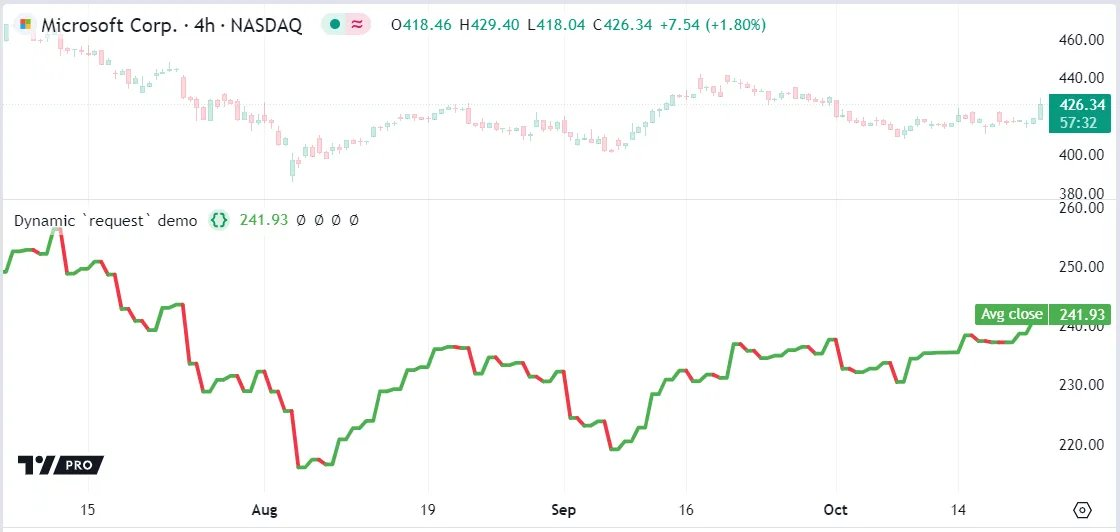 Microsoft Corp. · 4h · NASDAQ O418.46 H429.40 L418.04 C426.34 +7.54 (+1.80%)
460.00
440.00
426.34
57:32
400.00
380.00
Dynamic `request` demo {} 241.93 Ø Ø Ø Ø
260.00
250.00
Avg close 241.93
240.00
230.00
220.00
TV PRO
15 Aug 19 Sep 16 Oct 14